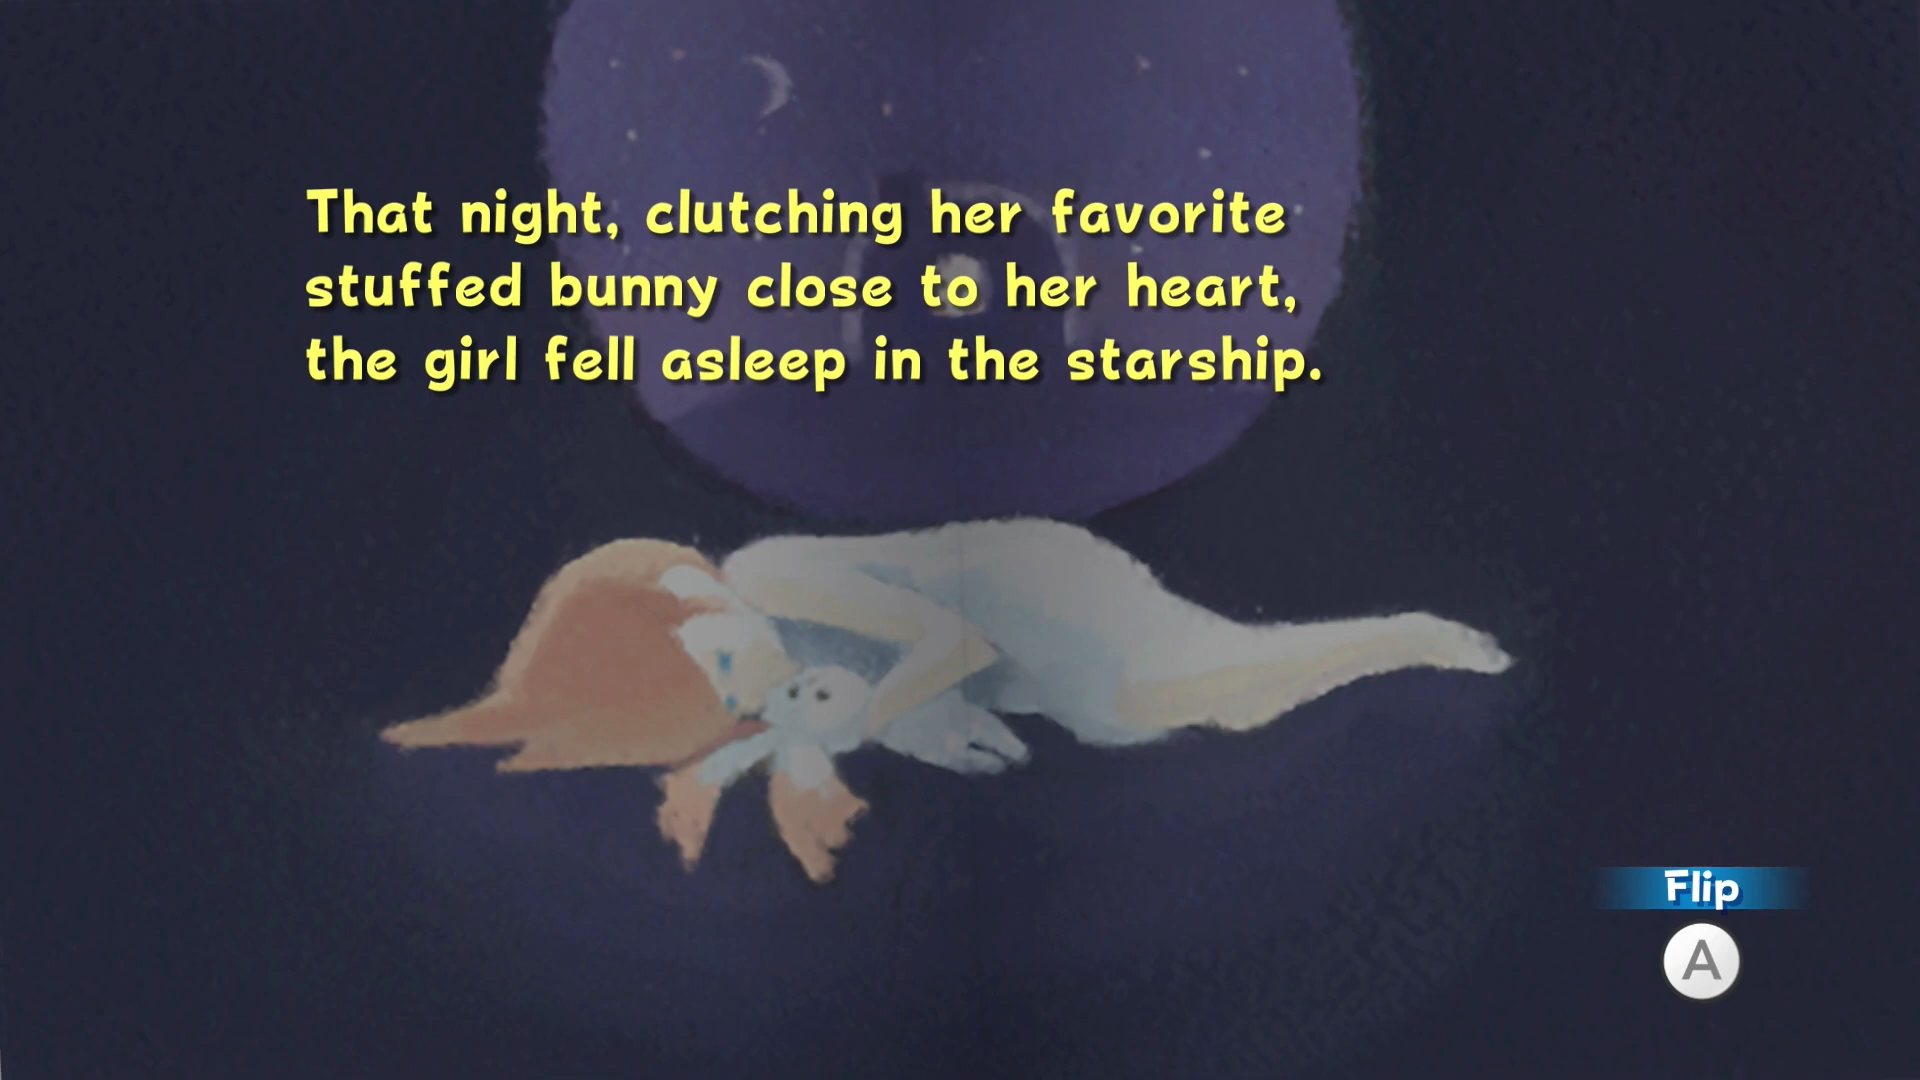 That night, clutching her favorite
stuffed bunny close to her heart,
the girl fell asleep in the starship.
Flip
A